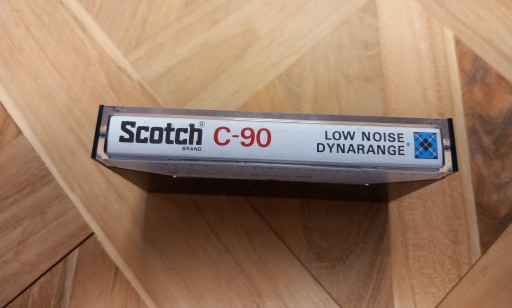 Scotch® C-90
BRAND
LOW NOISE
DYNARANGE®